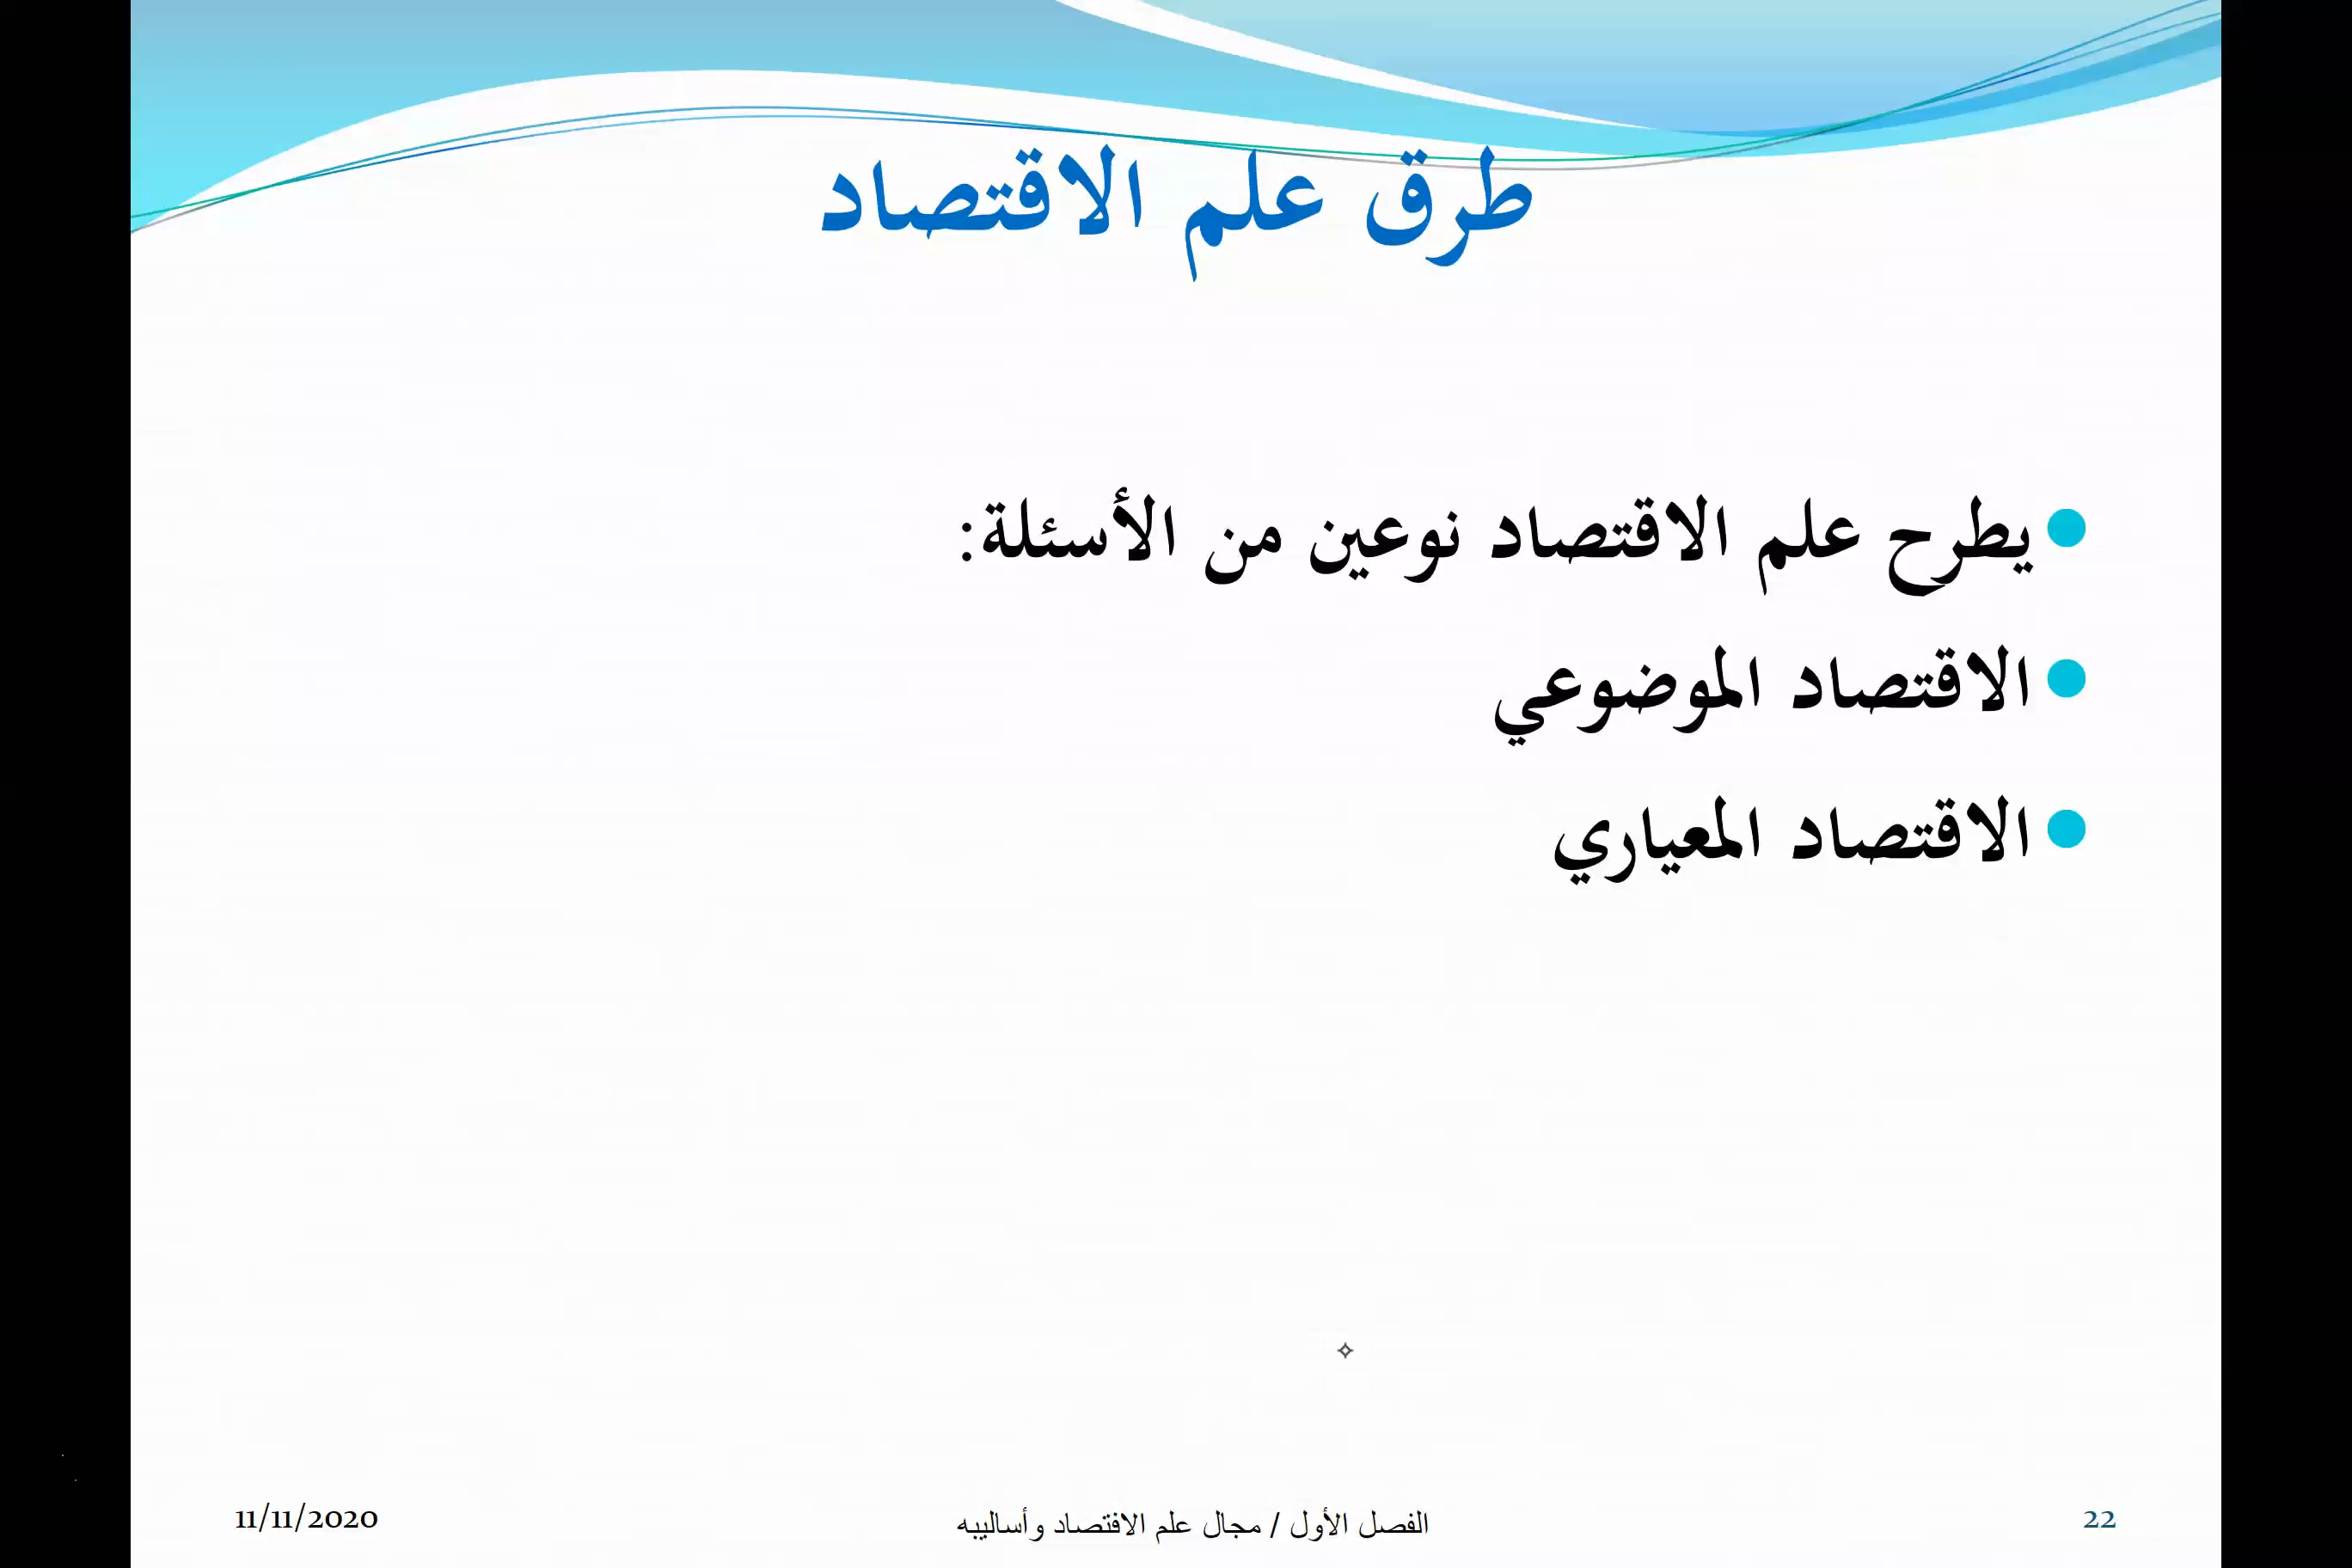 طرق علم الاقتصاد
يطرح علم الاقتصاد نوعين من الأسئلة:
الاقتصاد الموضوعي
الاقتصاد المعياري
11/11/2020
الفصل الأول / مجال علم الاقتصاد وأساليبه
22